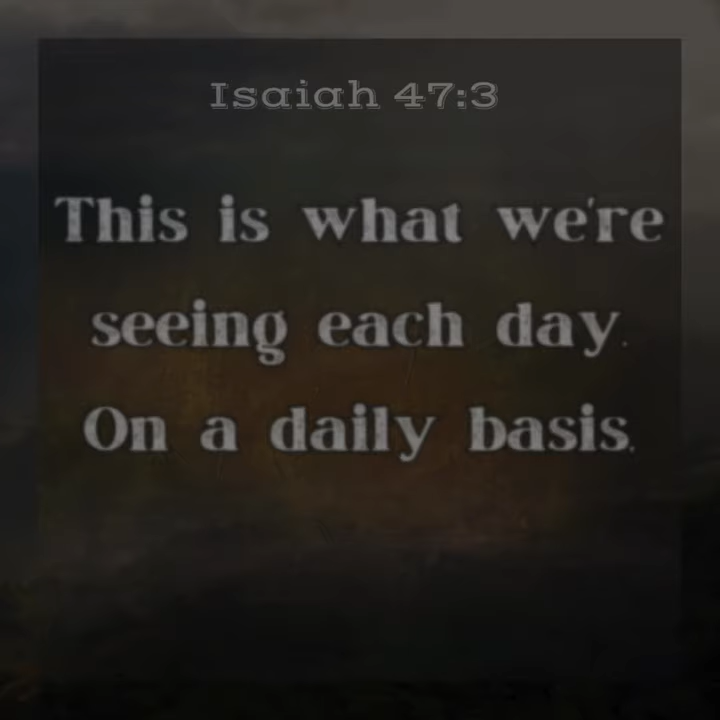 Isaiah 47:3
This is what we're
seeing each day.
On a daily basis.